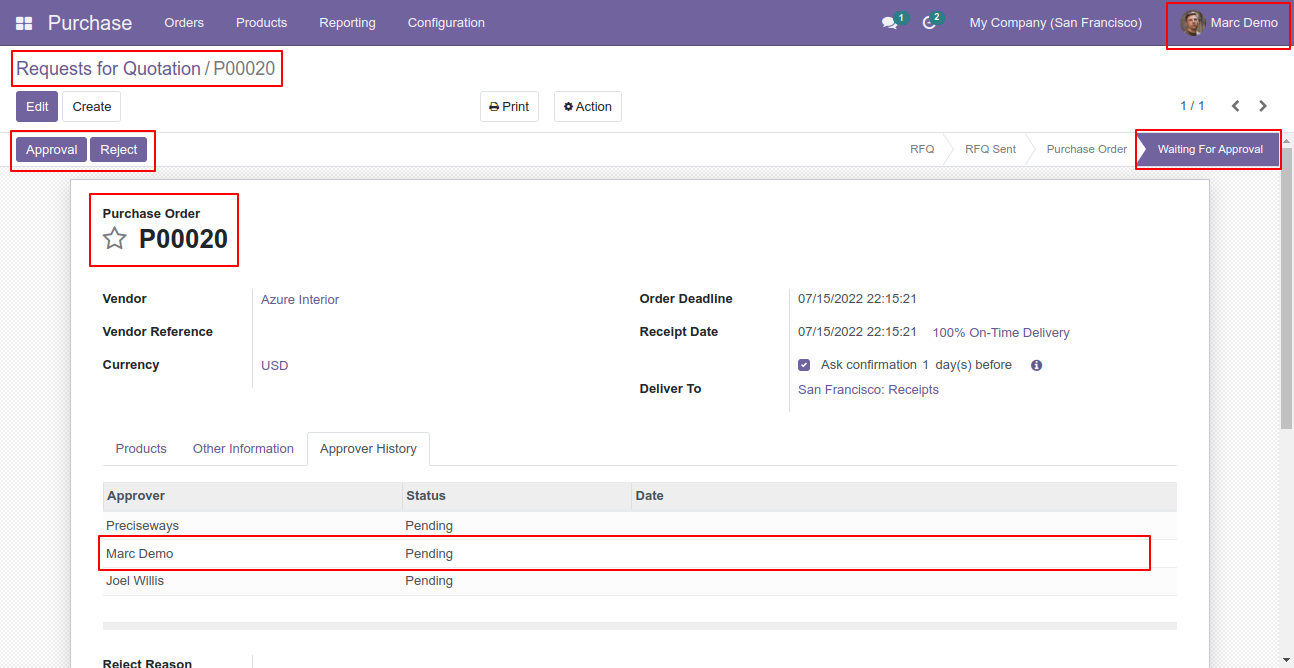 Purchase Orders Products Reporting Configuration 1 2 My Company (San Francisco) Marc Demo
Requests for Quotation / P00020
Edit Create Print Action 1 / 1
Approval Reject RFQ RFQ Sent Purchase Order Waiting For Approval
Purchase Order
P00020
Vendor Azure Interior Order Deadline 07/15/2022 22:15:21
Vendor Reference Receipt Date 07/15/2022 22:15:21 100% On-Time Delivery
Currency USD Ask confirmation 1 day(s) before
Deliver To San Francisco: Receipts
Products Other Information Approver History
Approver Status Date
Preciseways Pending
Marc Demo Pending
Joel Willis Pending
Reject Reason